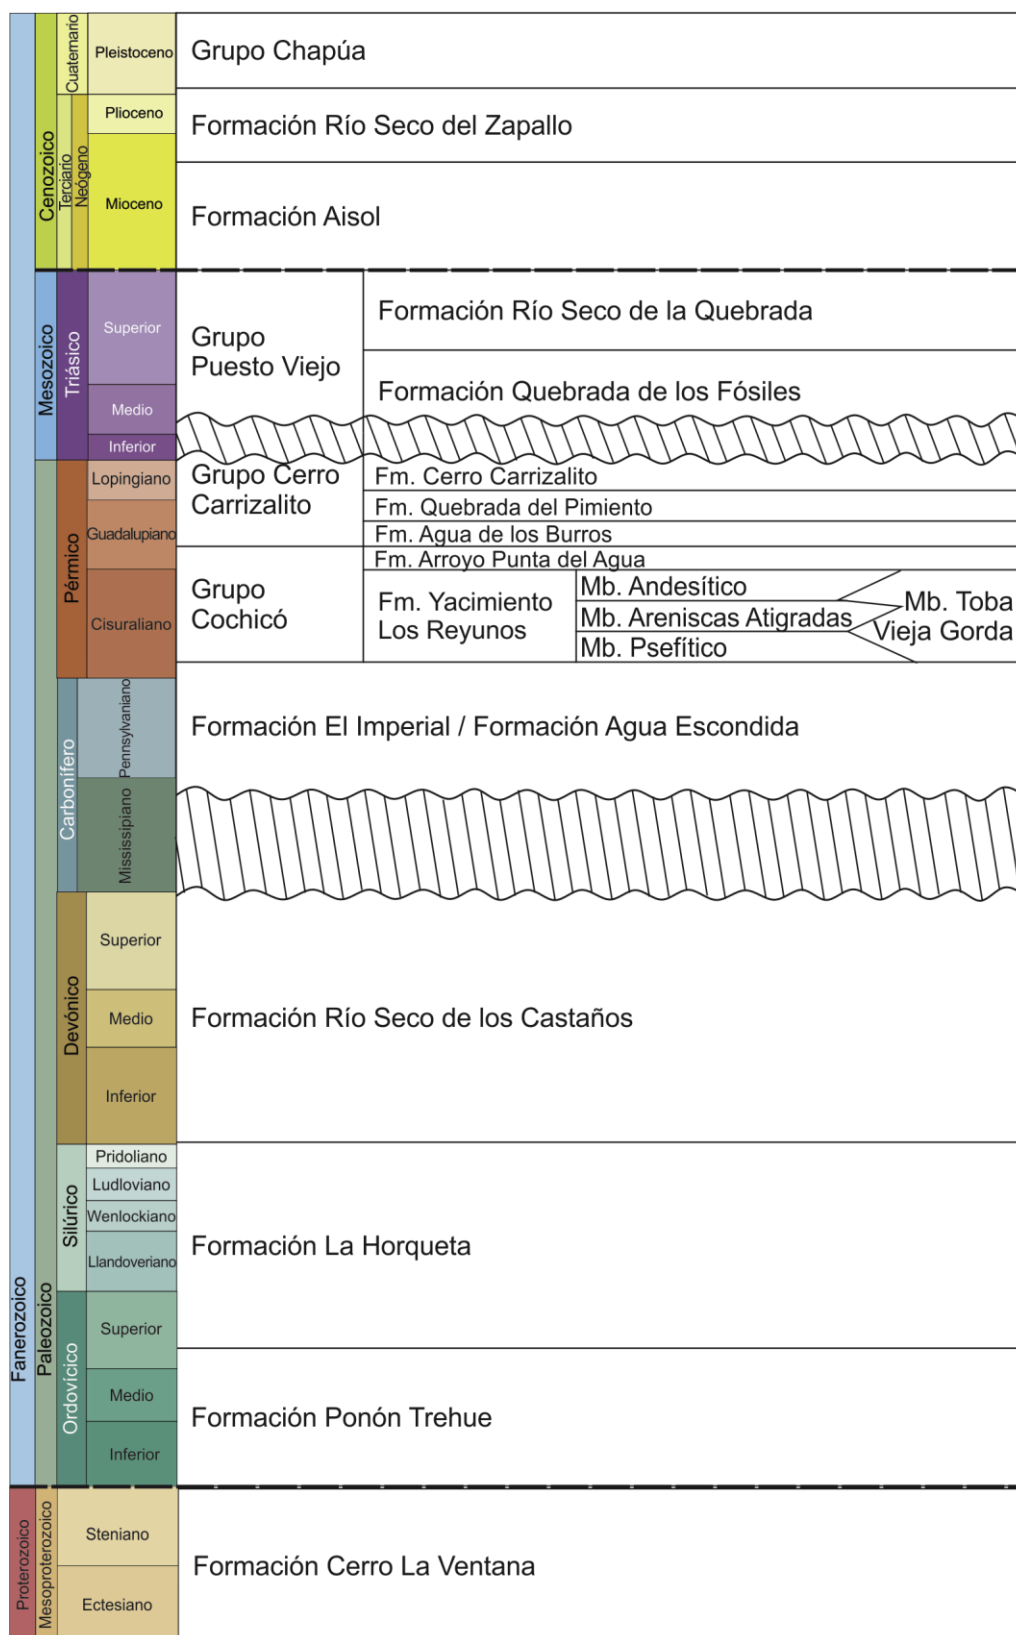 Fanerozoico
Cenozoico
Cuaternario
Pleistoceno
Grupo Chapúa
Terciario
Neógeno
Plioceno
Formación Río Seco del Zapallo
Mioceno
Formación Aisol
Mesozoico
Triásico
Superior
Medio
Inferior
Grupo
Puesto Viejo
Formación Río Seco de la Quebrada
Formación Quebrada de los Fósiles
Paleozoico
Pérmico
Lopingiano
Guadalupiano
Cisuraliano
Grupo Cerro
Carrizalito
Fm. Cerro Carrizalito
Fm. Quebrada del Pimiento
Fm. Agua de los Burros
Grupo
Cochicó
Fm. Arroyo Punta del Agua
Fm. Yacimiento
Los Reyunos
Mb. Andesítico
Mb. Areniscas Atigradas
Mb. Psefítico
Mb. Toba
Vieja Gorda
Carbonífero
Pennsylvaniano
Mississipiano
Formación El Imperial / Formación Agua Escondida
Devónico
Superior
Medio
Inferior
Formación Río Seco de los Castaños
Silúrico
Pridoliano
Ludloviano
Wenlockiano
Llandoveriano
Formación La Horqueta
Ordovícico
Superior
Medio
Inferior
Formación Ponón Trehue
Proterozoico
Mesoproterozoico
Steniano
Ectesiano
Formación Cerro La Ventana